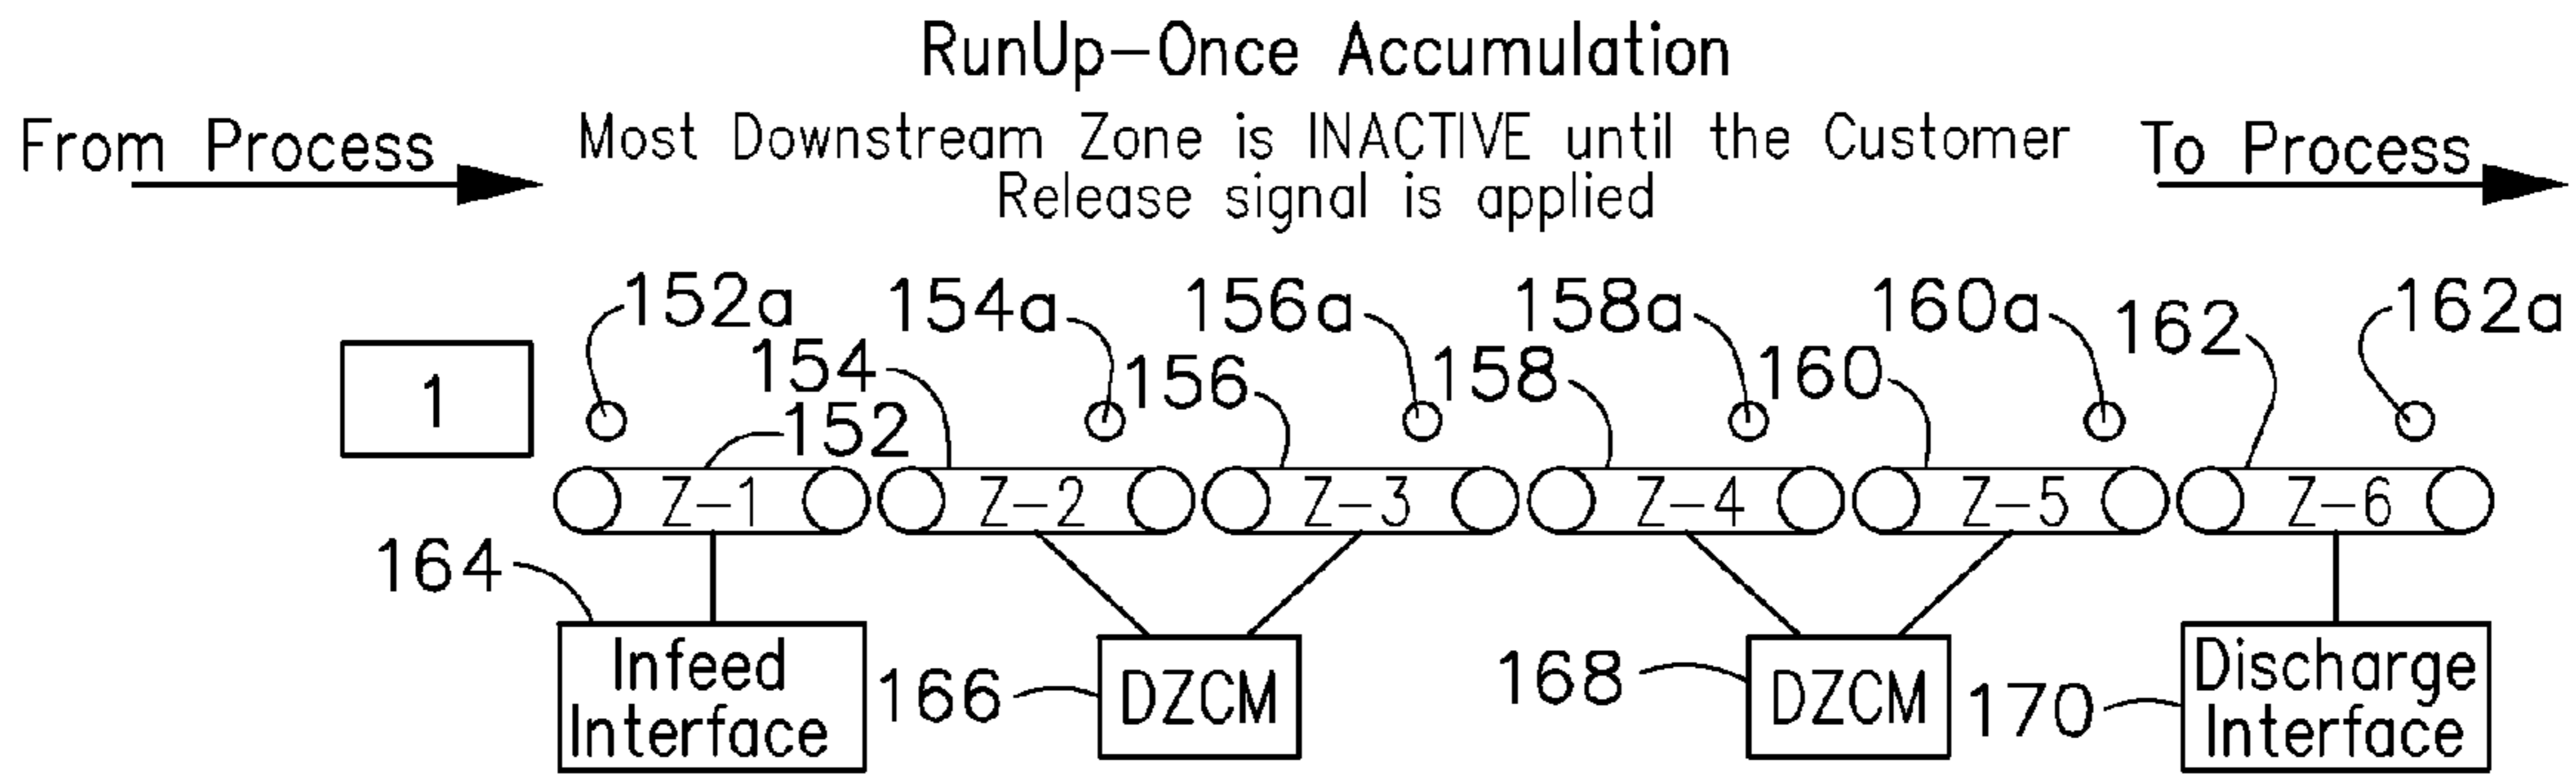 RunUp-Once Accumulation
From Process
Most Downstream Zone is INACTIVE until the Customer
Release signal is applied
To Process
152a
154a
156a
158a
160a
162
162a
1
154
152
156
158
160
Z-1
Z-2
Z-3
Z-4
Z-5
Z-6
164
Infeed
Interface
166
DZCM
168
DZCM
170
Discharge
Interface